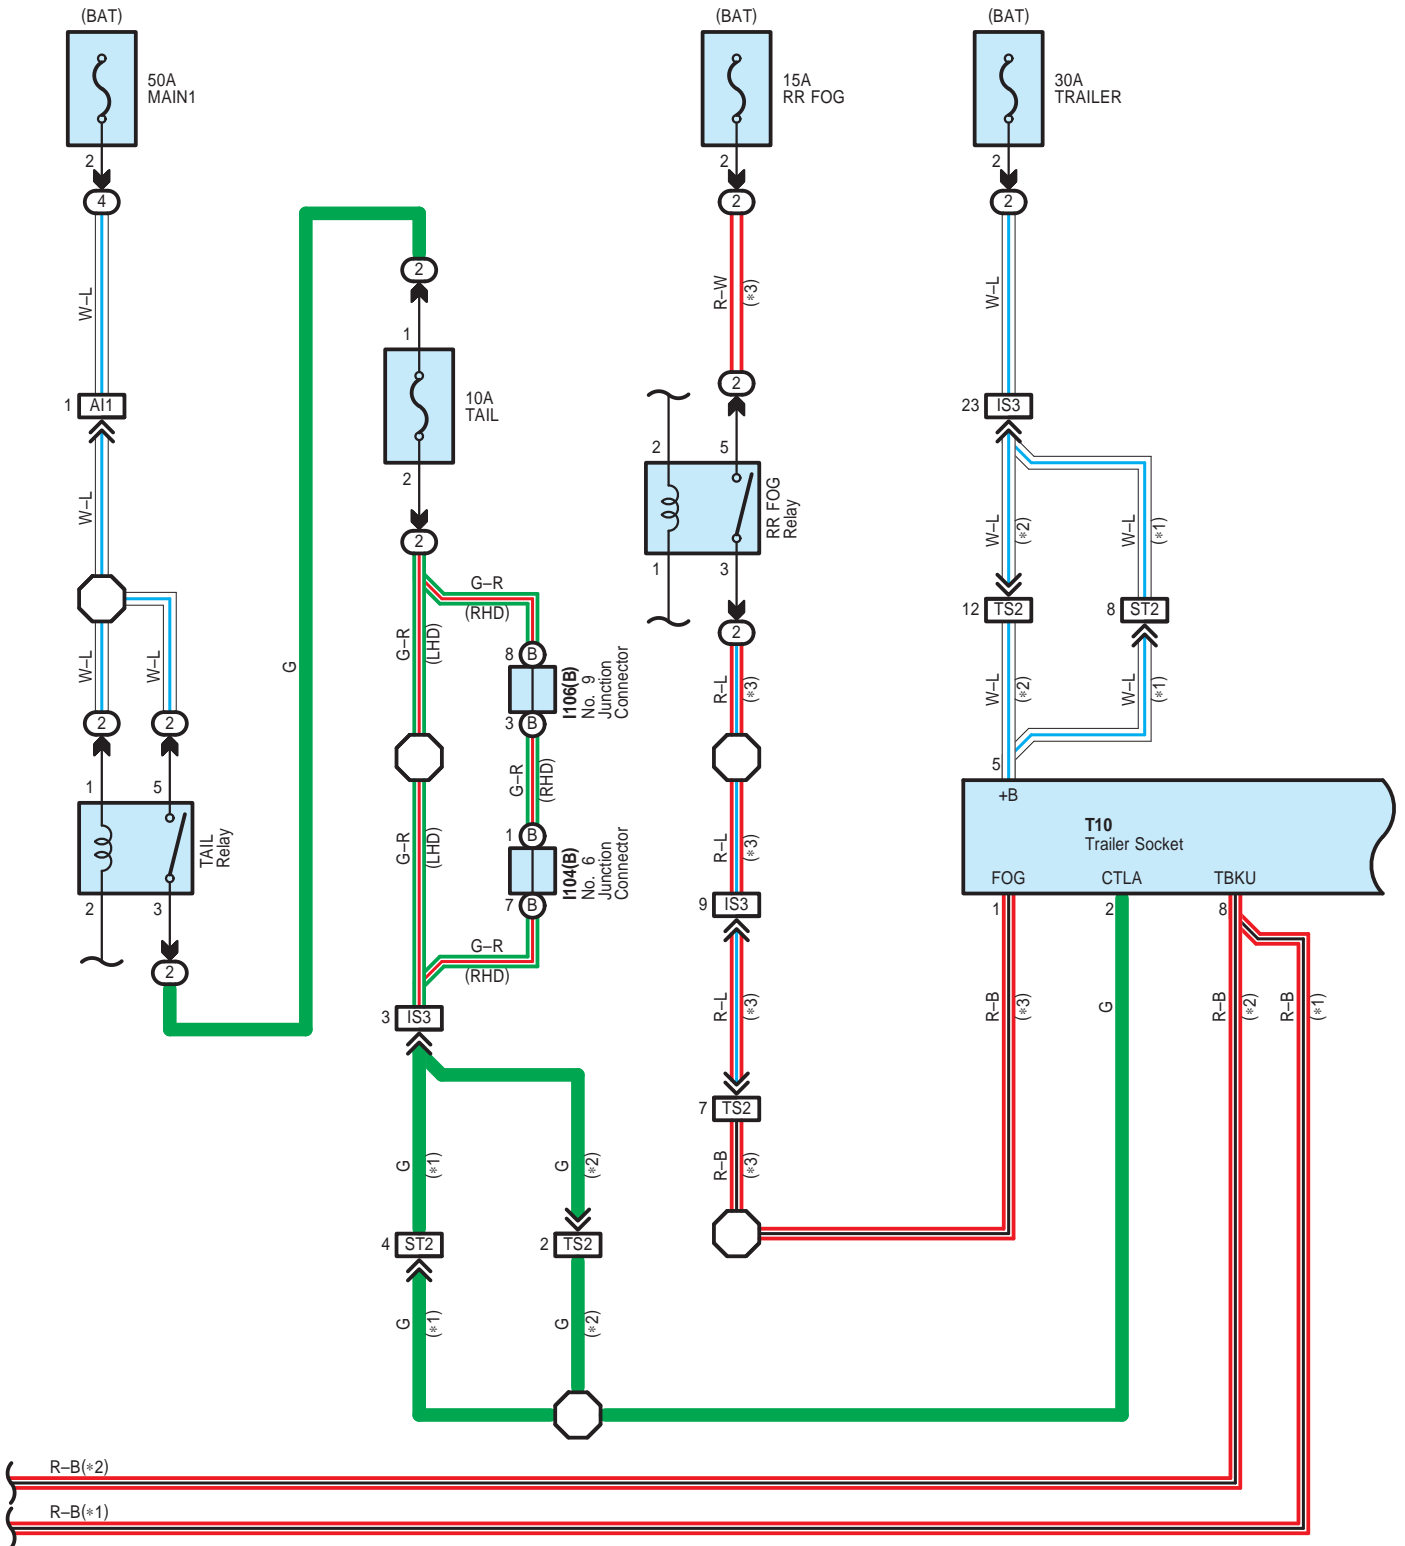 (BAT)
(BAT)
(BAT)
50A
MAIN1
15A
RR FOG
30A
TRAILER
2
2
2
4
2
2
W–L
2
R–W
(∗3)
W–L
1
10A
TAIL
2
1 AI1
23 IS3
2
5
W–L
2
RR FOG
Relay
W–L
(∗2)
W–L
(∗1)
2
1
3
G–R
(RHD)
12 TS2
8 ST2
G–R
(LHD)
2
W–L
W–L
G
8 B
I106(B)
No. 9
Junction
Connector
3 B
R–L
(∗3)
W–L
(∗2)
W–L
(∗1)
2
2
5
1
5
G–R
(RHD)
+B
TAIL
Relay
G–R
(LHD)
1 B
I104(B)
No. 6
Junction
Connector
7 B
R–L
(∗3)
T10
Trailer Socket
FOG
CTLA
TBKU
2
3
9 IS3
1
2
8
G–R
(RHD)
2
3 IS3
R–L
(∗3)
R–B
(∗3)
G
R–B
(∗2)
R–B
(∗1)
7 TS2
G
(∗1)
G
(∗2)
R–B
(∗3)
4 ST2
2 TS2
G
(∗1)
G
(∗2)
R–B(∗2)
R–B(∗1)